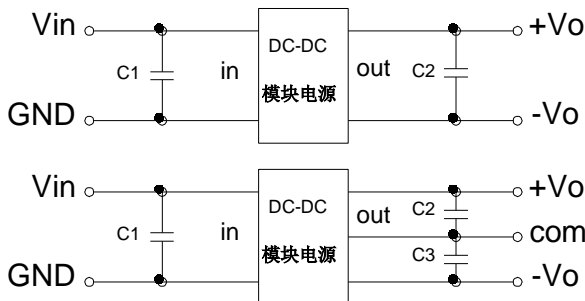 Vin DC-DC +Vo
C1 in 模块电源 out C2
GND -Vo
Vin +Vo
C1 in DC-DC out C2
模块电源 com
C3
GND -Vo